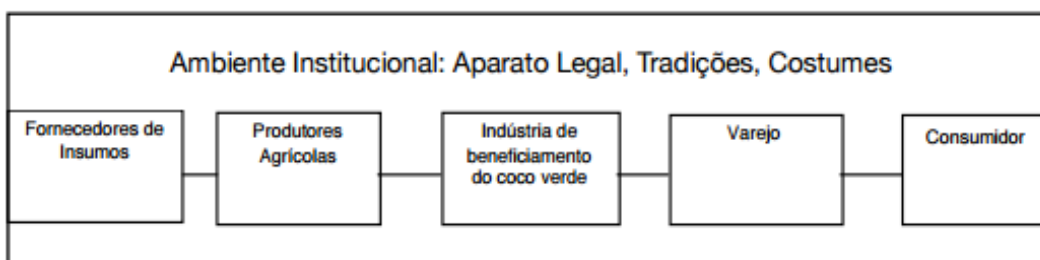 Ambiente Institucional: Aparato Legal, Tradições, Costumes
Fornecedores de
Insumos
Produtores
Agrícolas
Indústria de
beneficiamento
do coco verde
Varejo
Consumidor